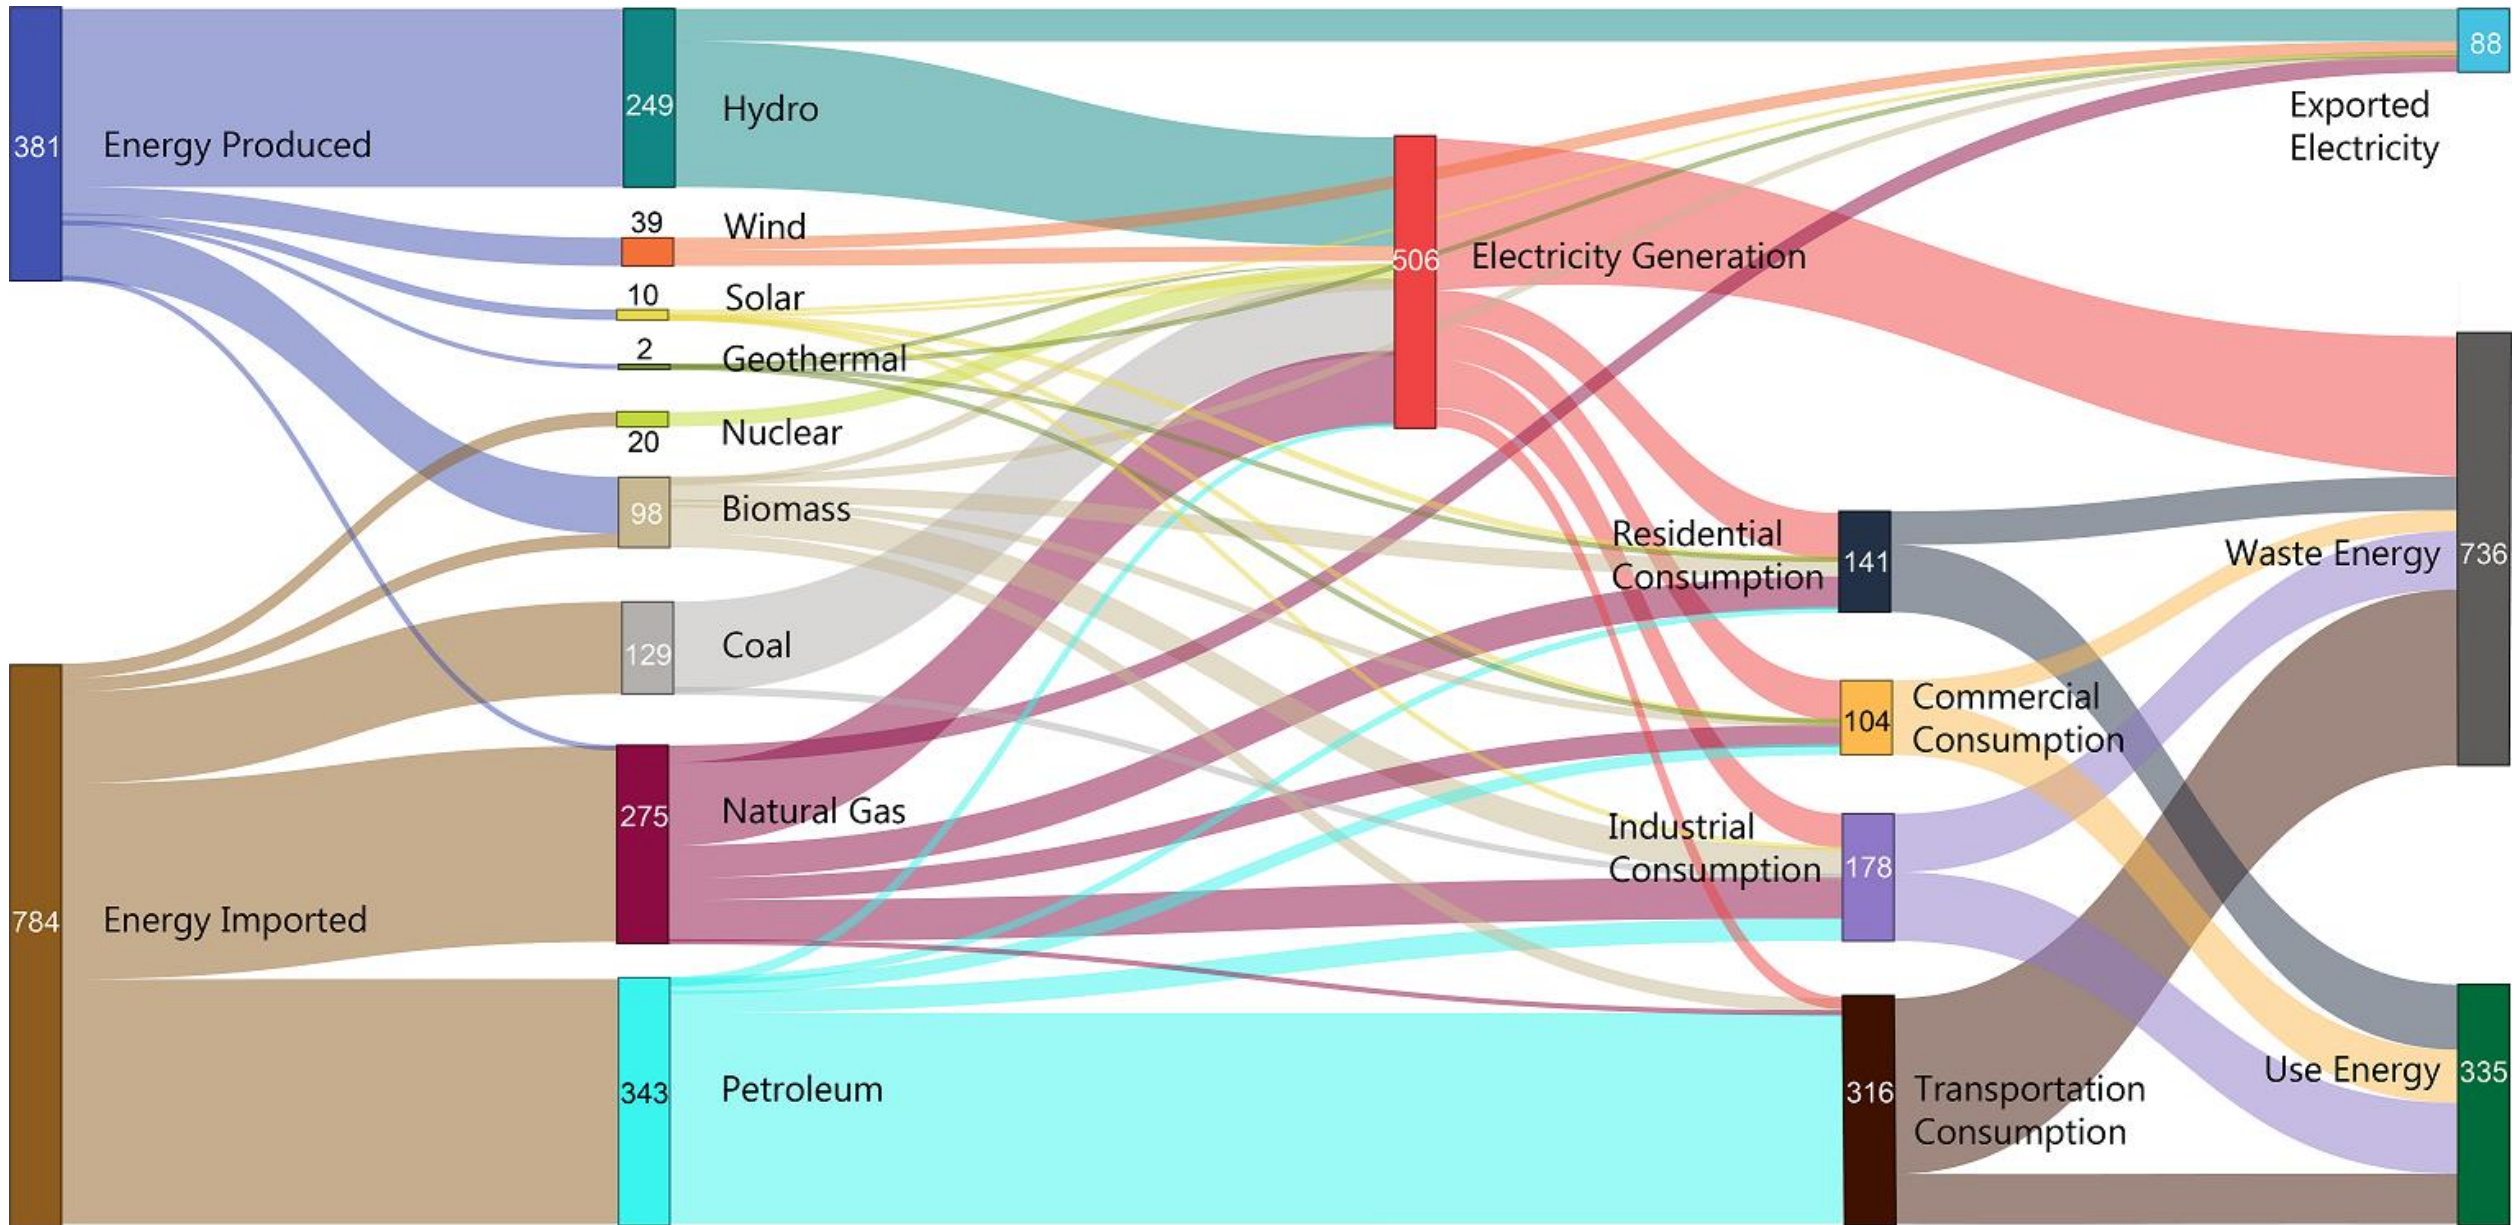 381
Energy Produced
784
Energy Imported
249
Hydro
39
Wind
10
Solar
2
Geothermal
20
Nuclear
98
Biomass
129
Coal
275
Natural Gas
343
Petroleum
506
Electricity Generation
Residential
Consumption
141
104
Commercial
Consumption
Industrial
Consumption
178
316
Transportation
Consumption
88
Exported
Electricity
Waste Energy
736
Use Energy
335